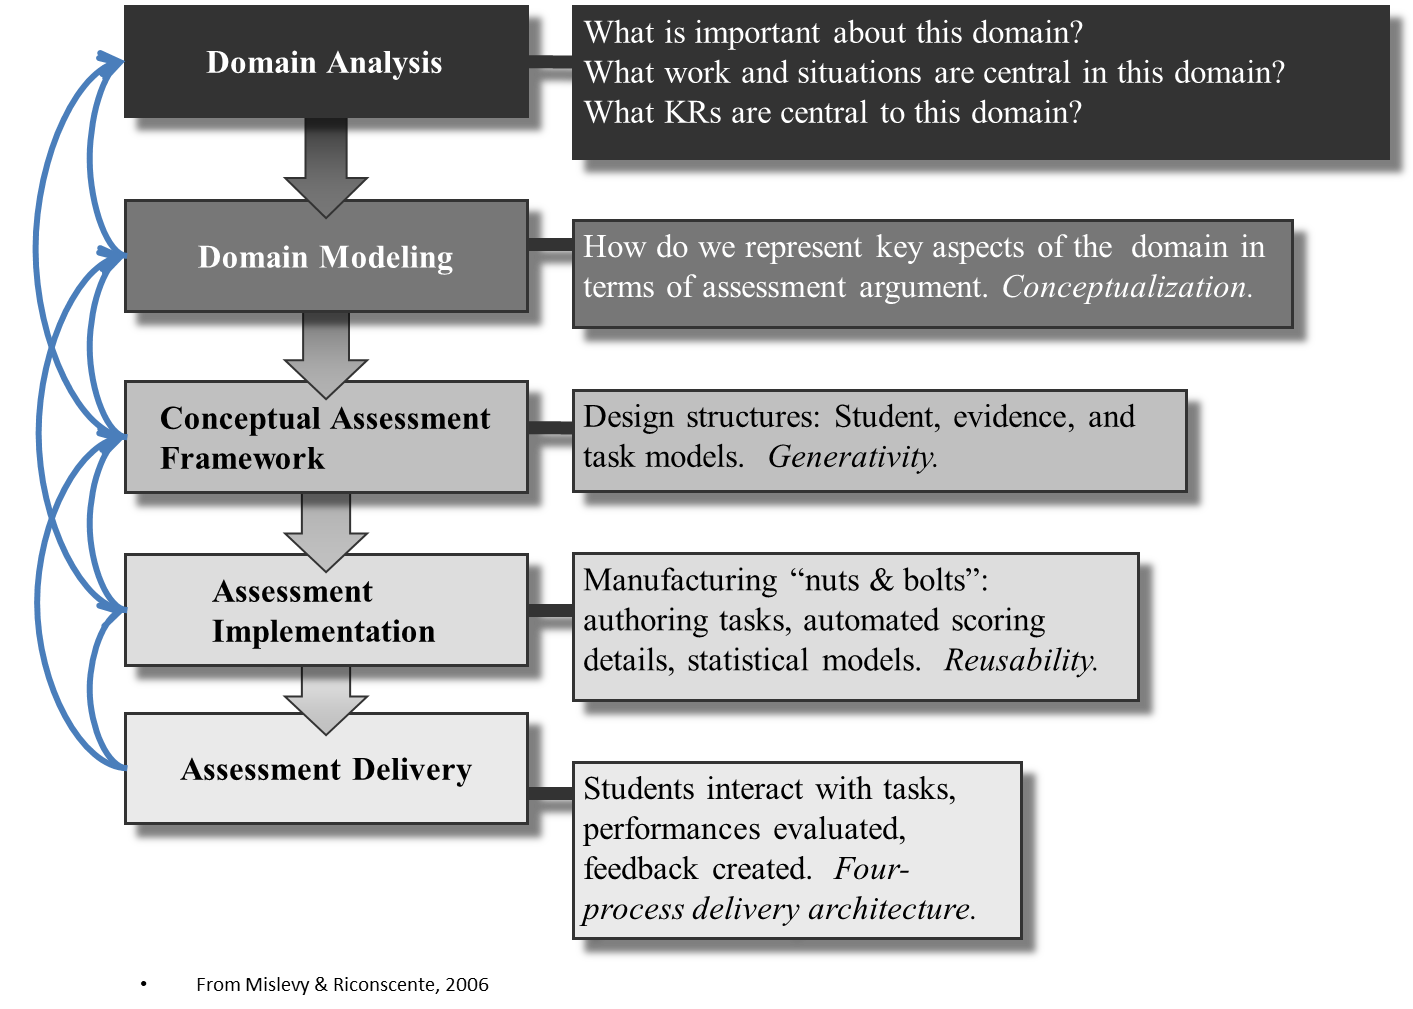 Domain Analysis
What is important about this domain?
What work and situations are central in this domain?
What KRs are central to this domain?
Domain Modeling
How do we represent key aspects of the domain in
terms of assessment argument. Conceptualization.
Conceptual Assessment
Framework
Design structures: Student, evidence, and
task models. Generativity.
Assessment
Implementation
Manufacturing “nuts & bolts”:
authoring tasks, automated scoring
details, statistical models. Reusability.
Assessment Delivery
Students interact with tasks,
performances evaluated,
feedback created. Four-
process delivery architecture.
• From Mislevy & Riconscente, 2006